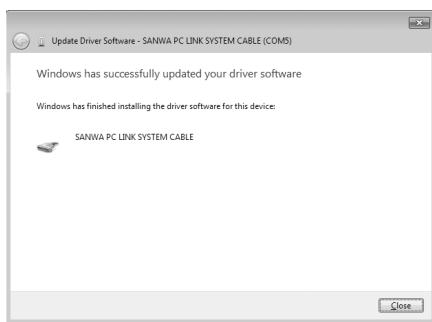 Update Driver Software - SANWA PC LINK SYSTEM CABLE (COM5)
Windows has successfully updated your driver software
Windows has finished installing the driver software for this device:
SANWA PC LINK SYSTEM CABLE
Close